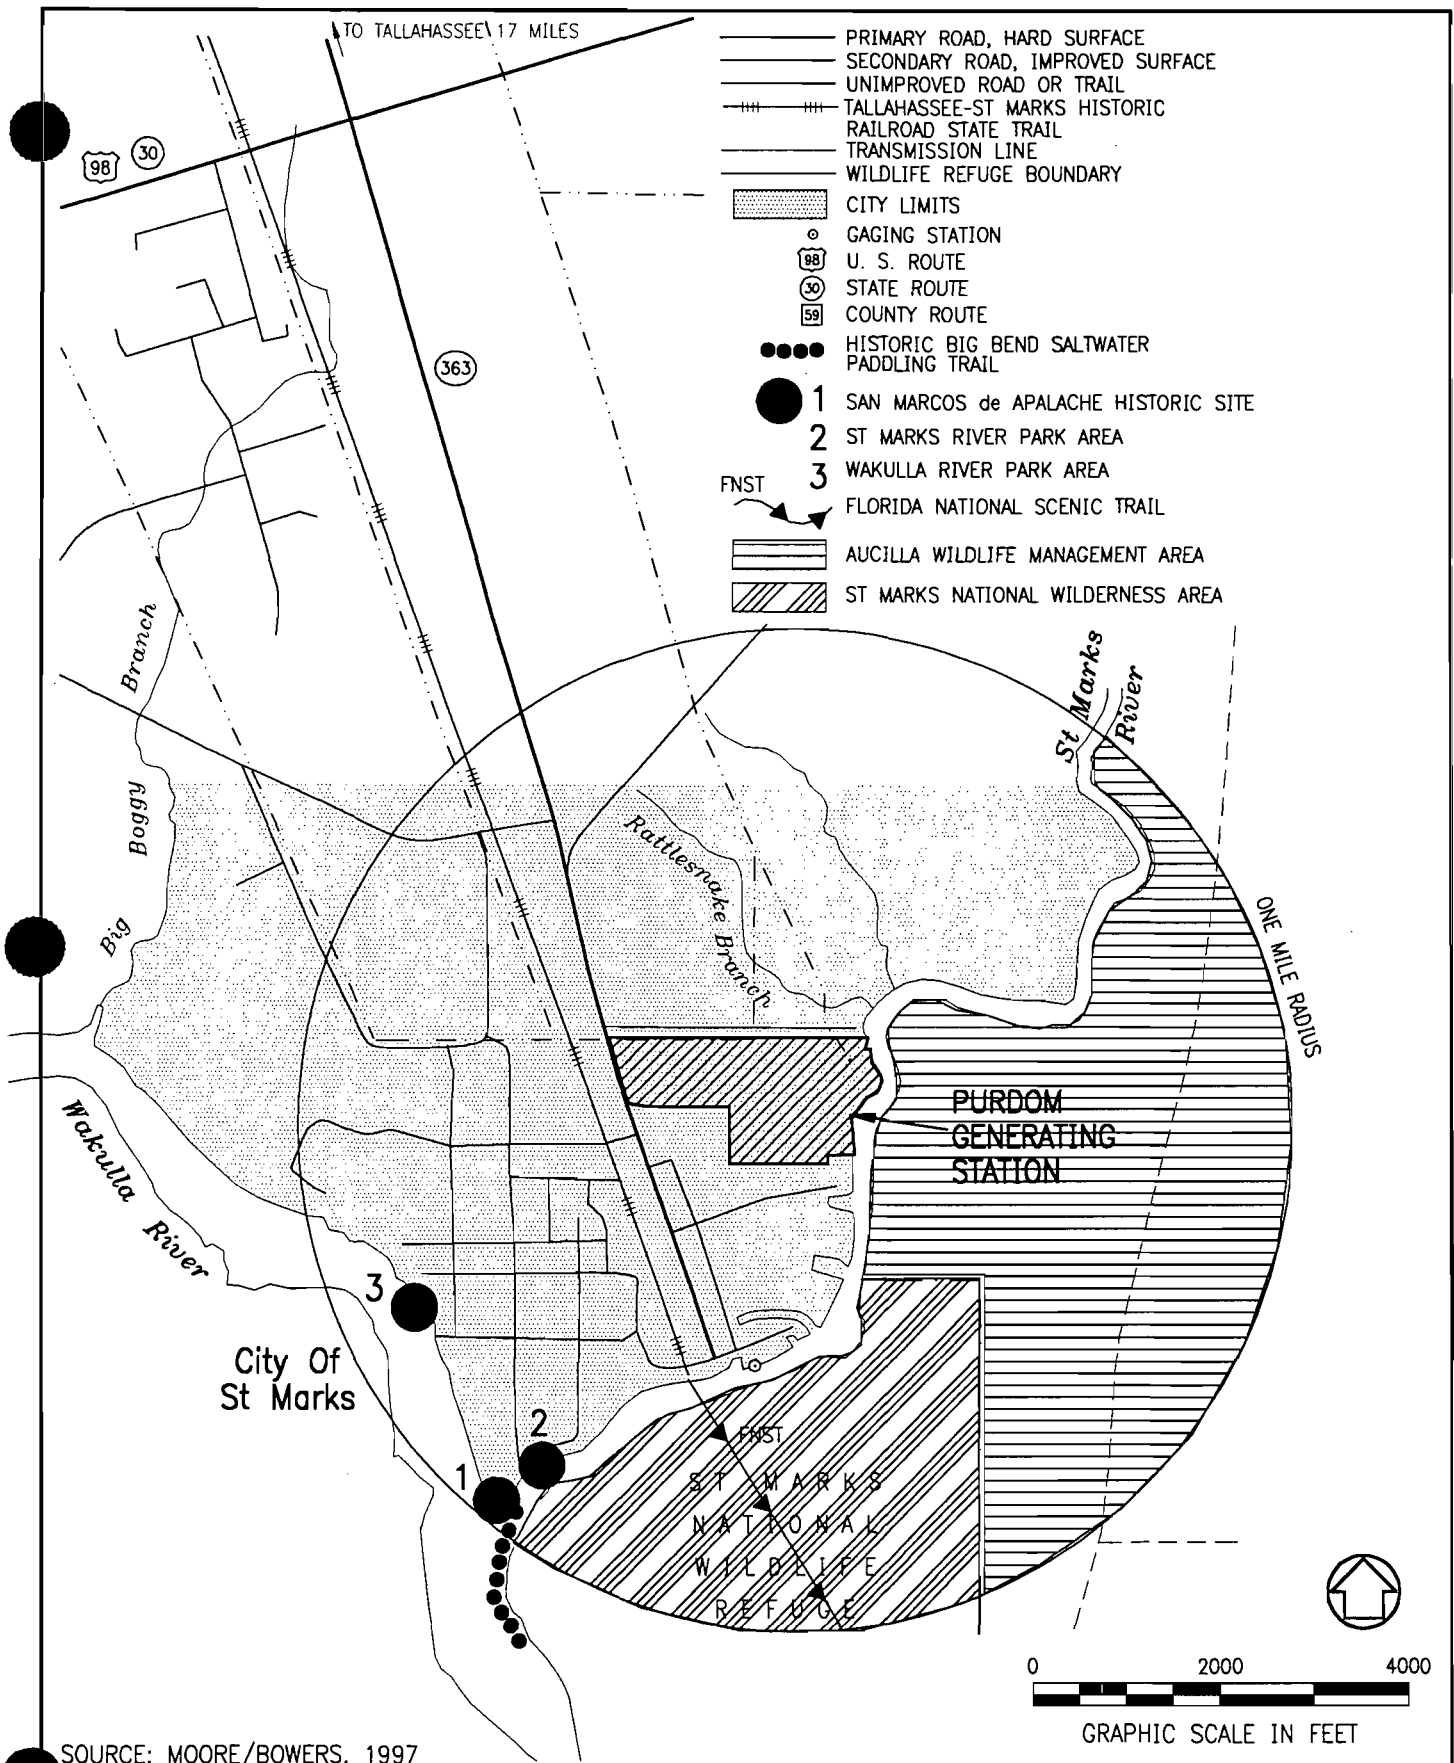 TO TALLAHASSEE 17 MILES
PRIMARY ROAD, HARD SURFACE
SECONDARY ROAD, IMPROVED SURFACE
UNIMPROVED ROAD OR TRAIL
TALLAHASSEE-ST MARKS HISTORIC
RAILROAD STATE TRAIL
TRANSMISSION LINE
WILDLIFE REFUGE BOUNDARY
CITY LIMITS
GAGING STATION
98 U. S. ROUTE
30 STATE ROUTE
59 COUNTY ROUTE
HISTORIC BIG BEND SALTWATER
PADDLING TRAIL
1 SAN MARCOS de APALACHE HISTORIC SITE
2 ST MARKS RIVER PARK AREA
3 WAKULLA RIVER PARK AREA
FNST
FLORIDA NATIONAL SCENIC TRAIL
AUCILLA WILDLIFE MANAGEMENT AREA
ST MARKS NATIONAL WILDERNESS AREA
98
30
363
Big Boggy Branch
St Marks
River
Rattlesnake Branch
ONE MILE RADIUS
PURDOM
GENERATING
STATION
Wakulla River
3
City Of
St Marks
2
1
FNST
ST MARKS
NATIONAL
WILDLIFE
REFUGE
0 2000 4000
GRAPHIC SCALE IN FEET
SOURCE: MOORE/BOWERS, 1997